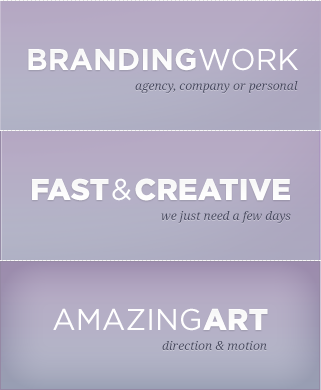 BRANDINGWORK
agency, company or personal
FAST&CREATIVE
we just need a few days
AMAZINGART
direction & motion